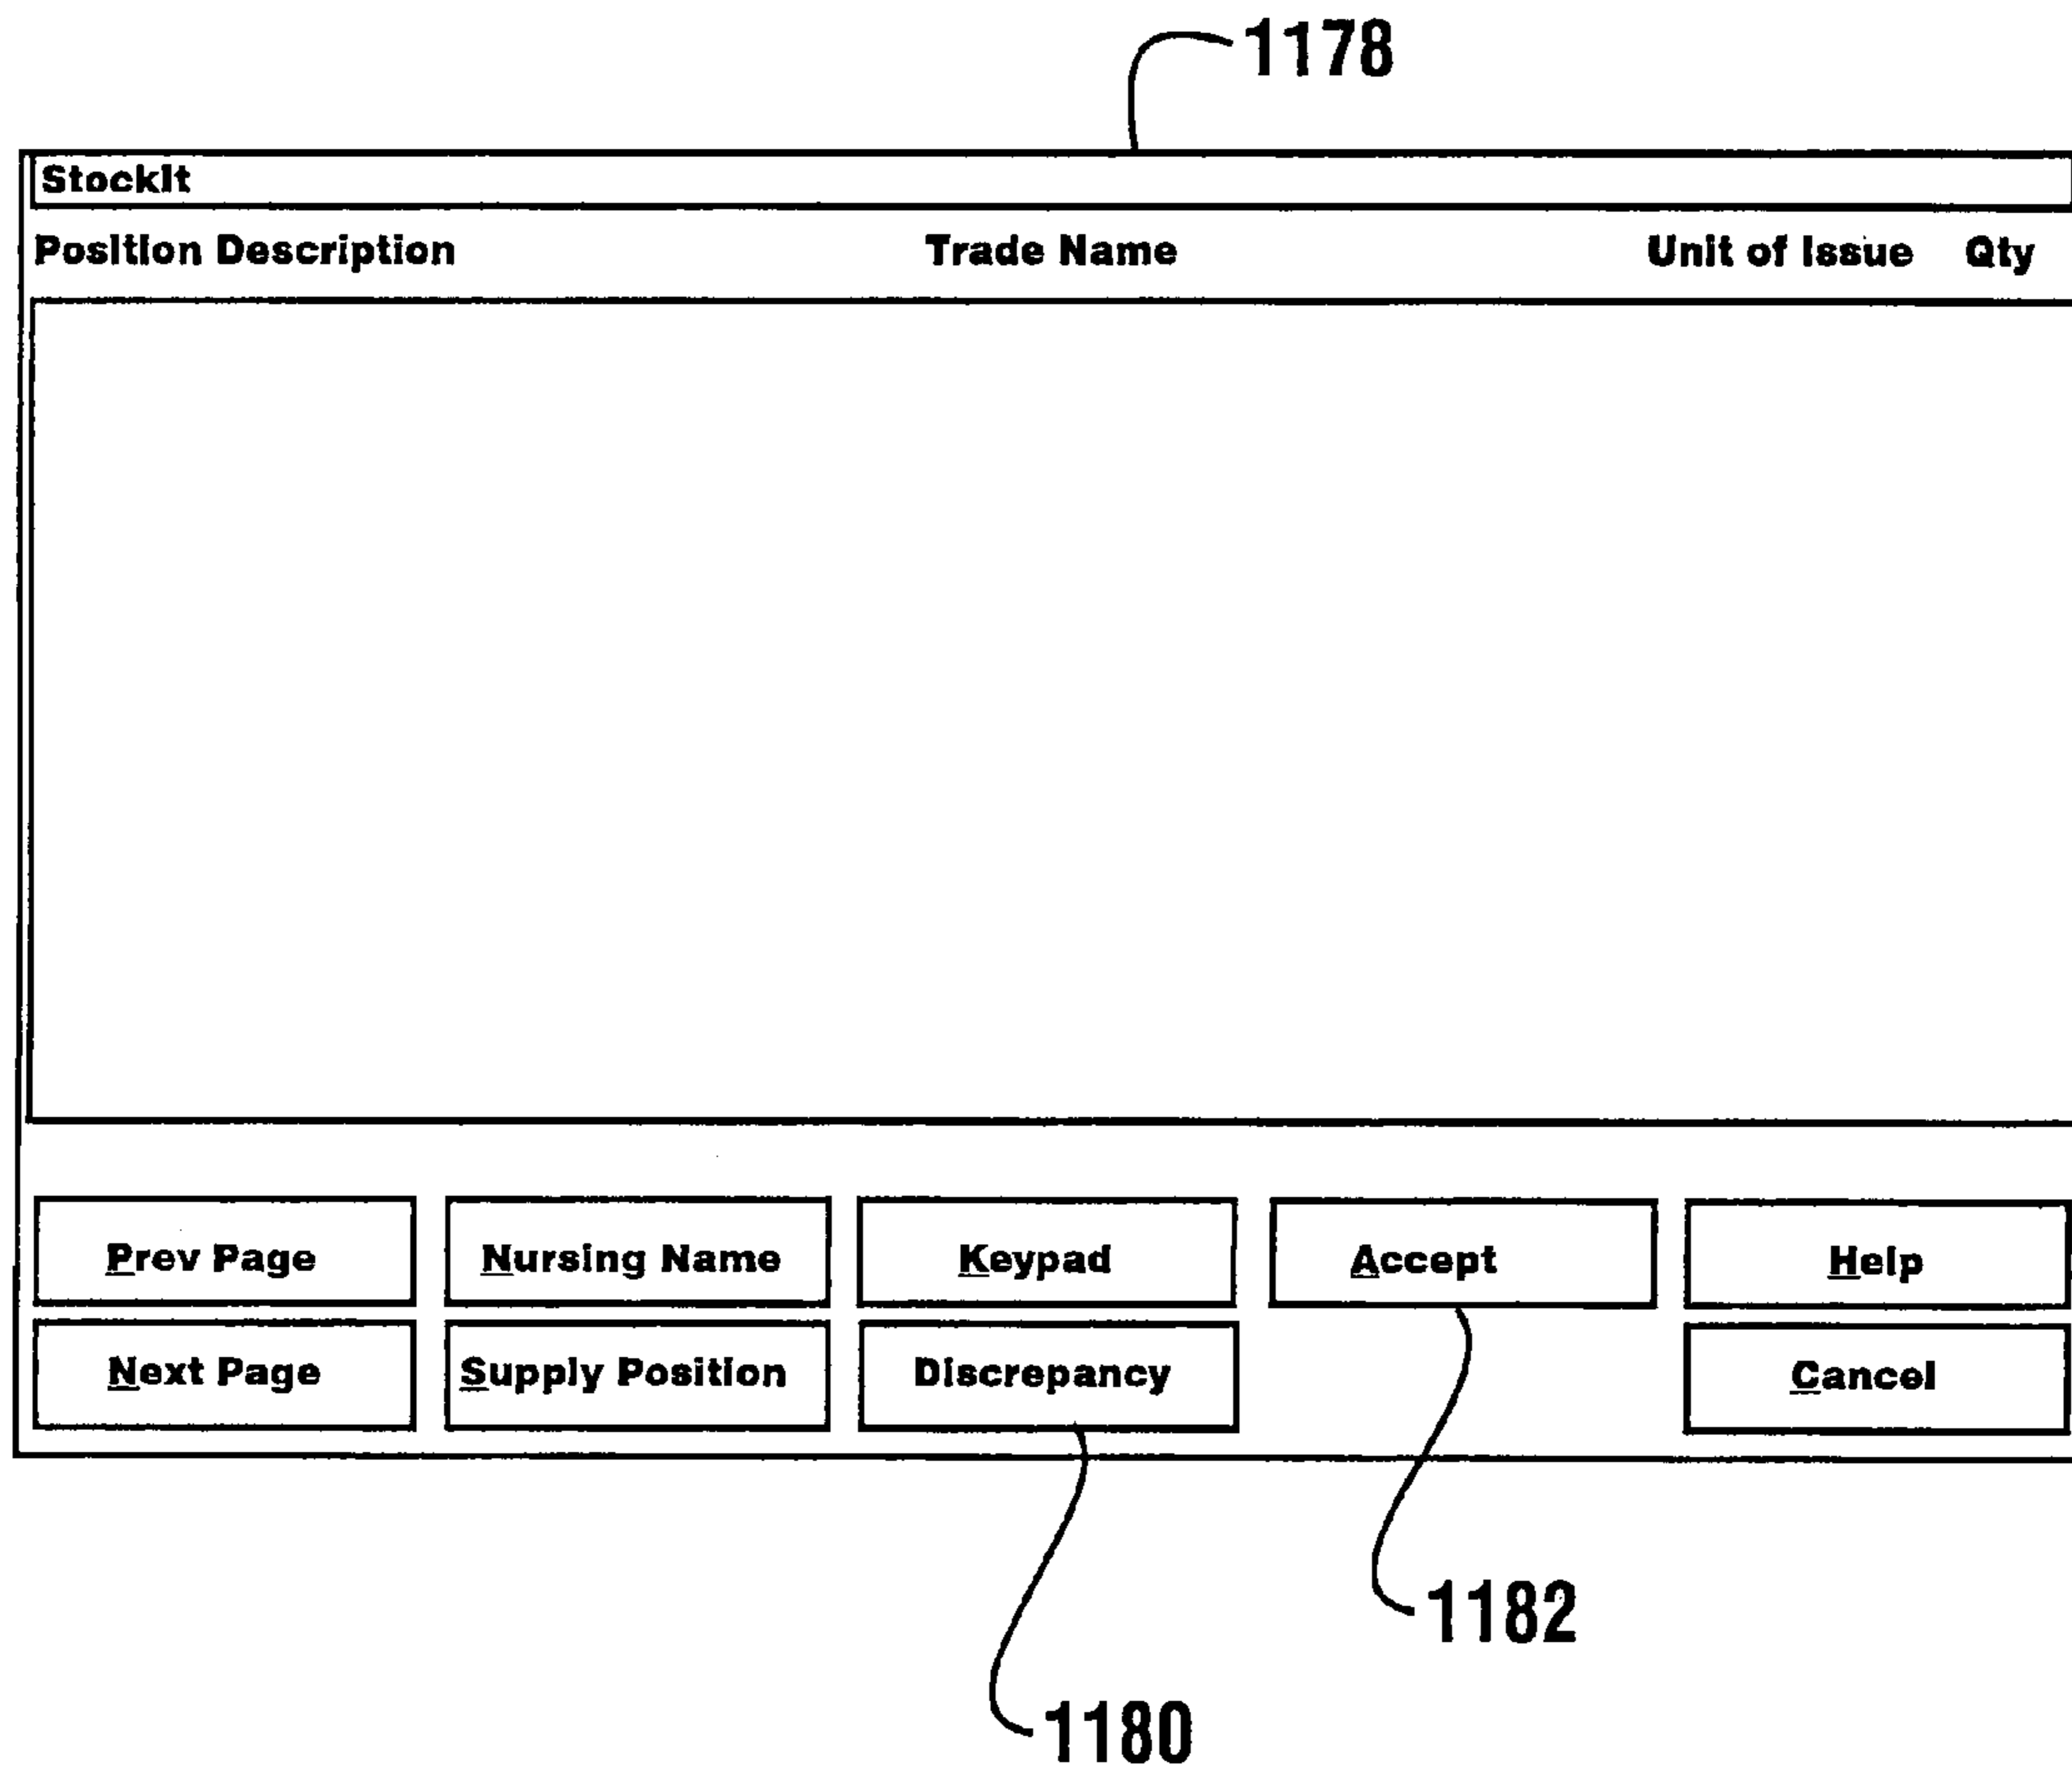 1178
StockIt
Position Description Trade Name Unit of Issue Qty
Prev Page Nursing Name Keypad Accept Help
Next Page Supply Position Discrepancy Cancel
1182
1180